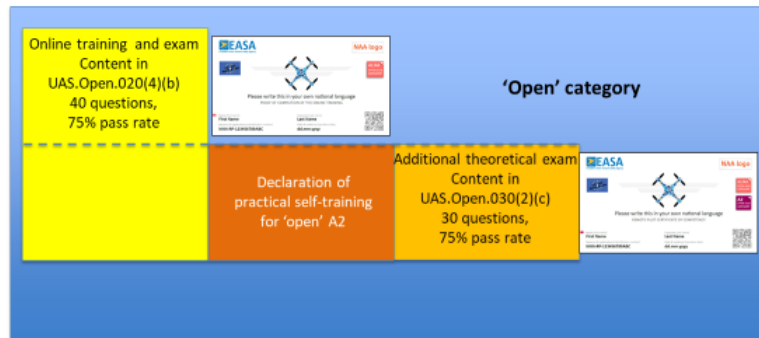 Online training and exam
Content in
UAS.Open.020(4)(b)
40 questions,
75% pass rate
EASA
NAA logo
Please write this in your own national language
First Name
Last Name
'Open' category
Declaration of
practical self-training
for 'open' A2
Additional theoretical exam
Content in
UAS.Open.030(2)(c)
30 questions,
75% pass rate
EASA
NAA logo
Please write this in your own national language
First Name
Last Name